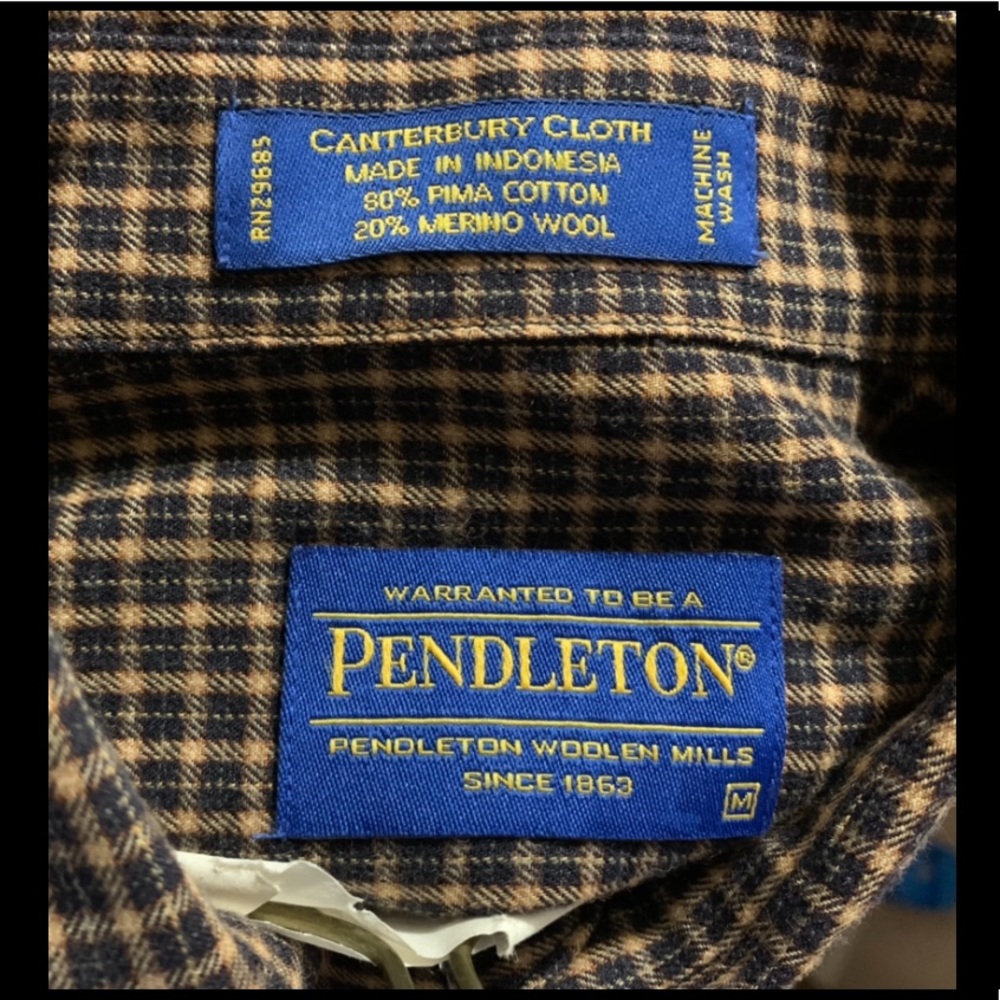 RN29685
CANTERBURY CLOTH
MADE IN INDONESIA
80% PIMA COTTON
20% MERINO WOOL
MACHINE
WASH
WARRANTED TO BE A
PENDLETON®
PENDLETON WOOLEN MILLS
SINCE 1863
M